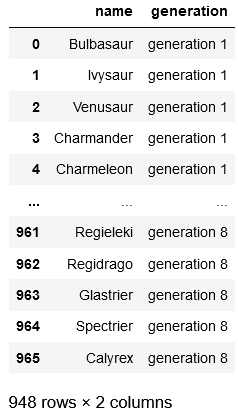 name generation
0 Bulbasaur generation 1
1 Ivysaur generation 1
2 Venusaur generation 1
3 Charmander generation 1
4 Charmeleon generation 1
... ... ...
961 Regieleki generation 8
962 Regidrago generation 8
963 Glastrier generation 8
964 Spectrier generation 8
965 Calyrex generation 8
948 rows × 2 columns